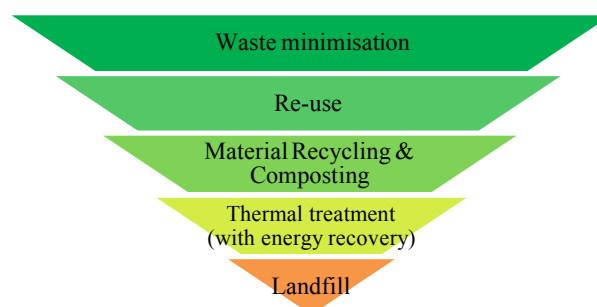 Waste minimisation
Re-use
Material Recycling &
Composting
Thermal treatment
(with energy recovery)
Landfill